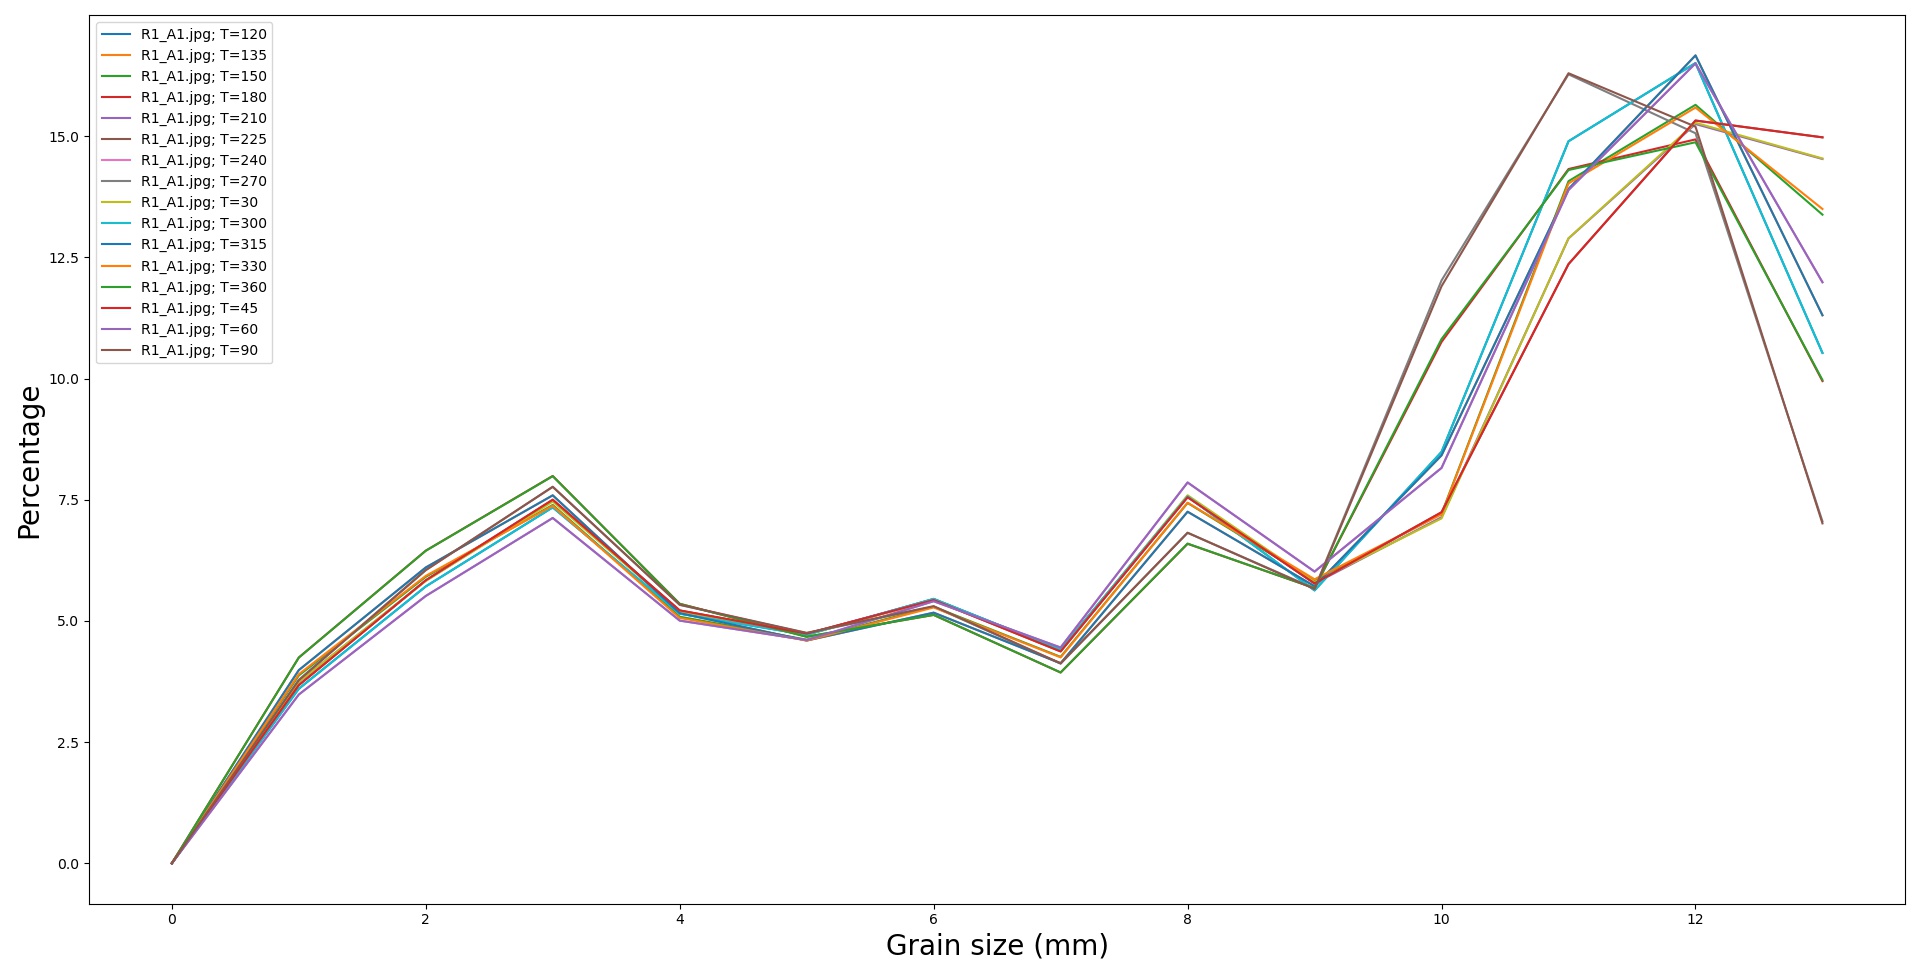 R1_A1.jpg; T=120
R1_A1.jpg; T=135
R1_A1.jpg; T=150
R1_A1.jpg; T=180
R1_A1.jpg; T=210
R1_A1.jpg; T=225
R1_A1.jpg; T=240
R1_A1.jpg; T=270
R1_A1.jpg; T=30
R1_A1.jpg; T=300
R1_A1.jpg; T=315
R1_A1.jpg; T=330
R1_A1.jpg; T=360
R1_A1.jpg; T=45
R1_A1.jpg; T=60
R1_A1.jpg; T=90
Percentage
15.0
12.5
10.0
7.5
5.0
2.5
0.0
0 2 4 6 8 10 12
Grain size (mm)